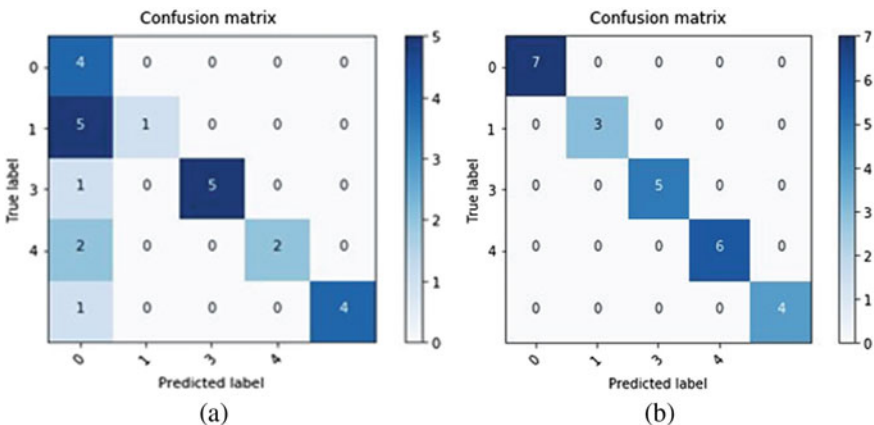 Confusion matrix
0 4 0 0 0 0
1 5 1 0 0 0
3 1 0 5 0 0
4 2 0 0 2 0
1 0 0 0 4
0 1 3 4
True label
Predicted label
5
4
3
2
1
0
(a)
Confusion matrix
0 7 0 0 0 0
1 0 3 0 0 0
3 0 0 5 0 0
4 0 0 0 6 0
0 0 0 0 4
0 1 3 4
True label
Predicted label
7
6
5
4
3
2
1
0
(b)